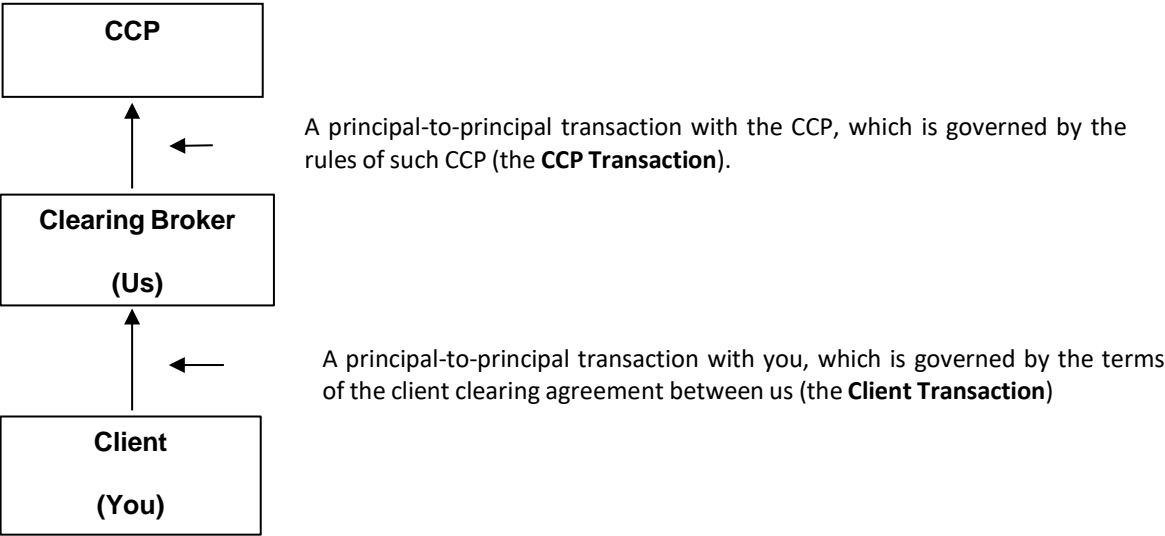 CCP
A principal-to-principal transaction with the CCP, which is governed by the
rules of such CCP (the CCP Transaction).
Clearing Broker
(Us)
A principal-to-principal transaction with you, which is governed by the terms
of the client clearing agreement between us (the Client Transaction)
Client
(You)